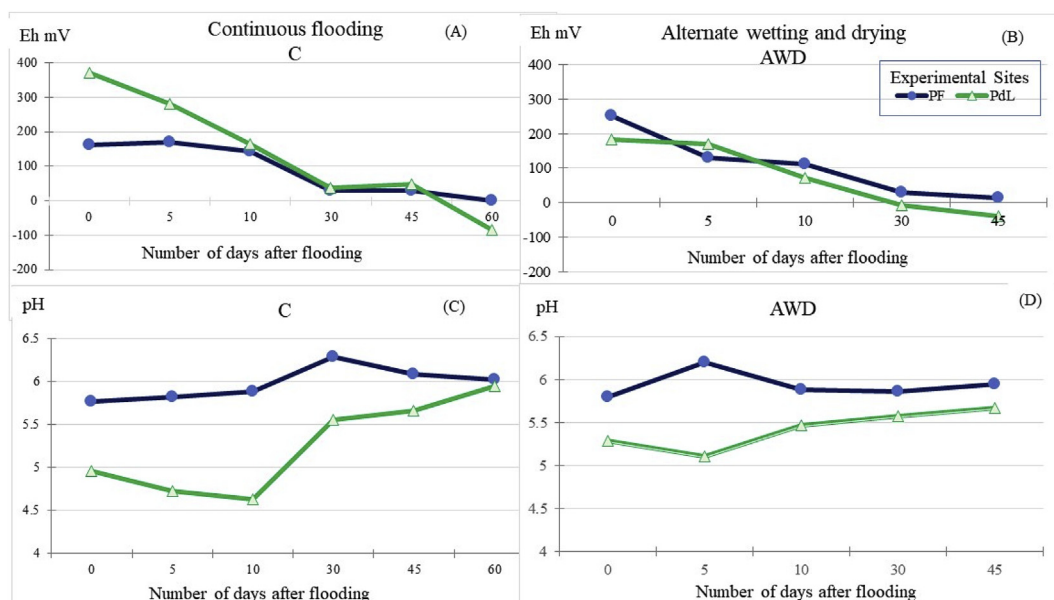 Eh mV
Continuous flooding
(A)
C
400
300
200
100
0
-100
-200
0 5 10 30 45 60
Number of days after flooding
Eh mV
Alternate wetting and drying
(B)
AWD
Experimental Sites
PF PdL
400
300
200
100
0
-100
-200
0 5 10 30 45
Number of days after flooding
pH
C
(C)
6.5
6
5.5
5
4.5
4
0 5 10 30 45 60
Number of days after flooding
pH
AWD
(D)
6.5
6
5.5
5
4.5
4
0 5 10 30 45
Number of days after flooding